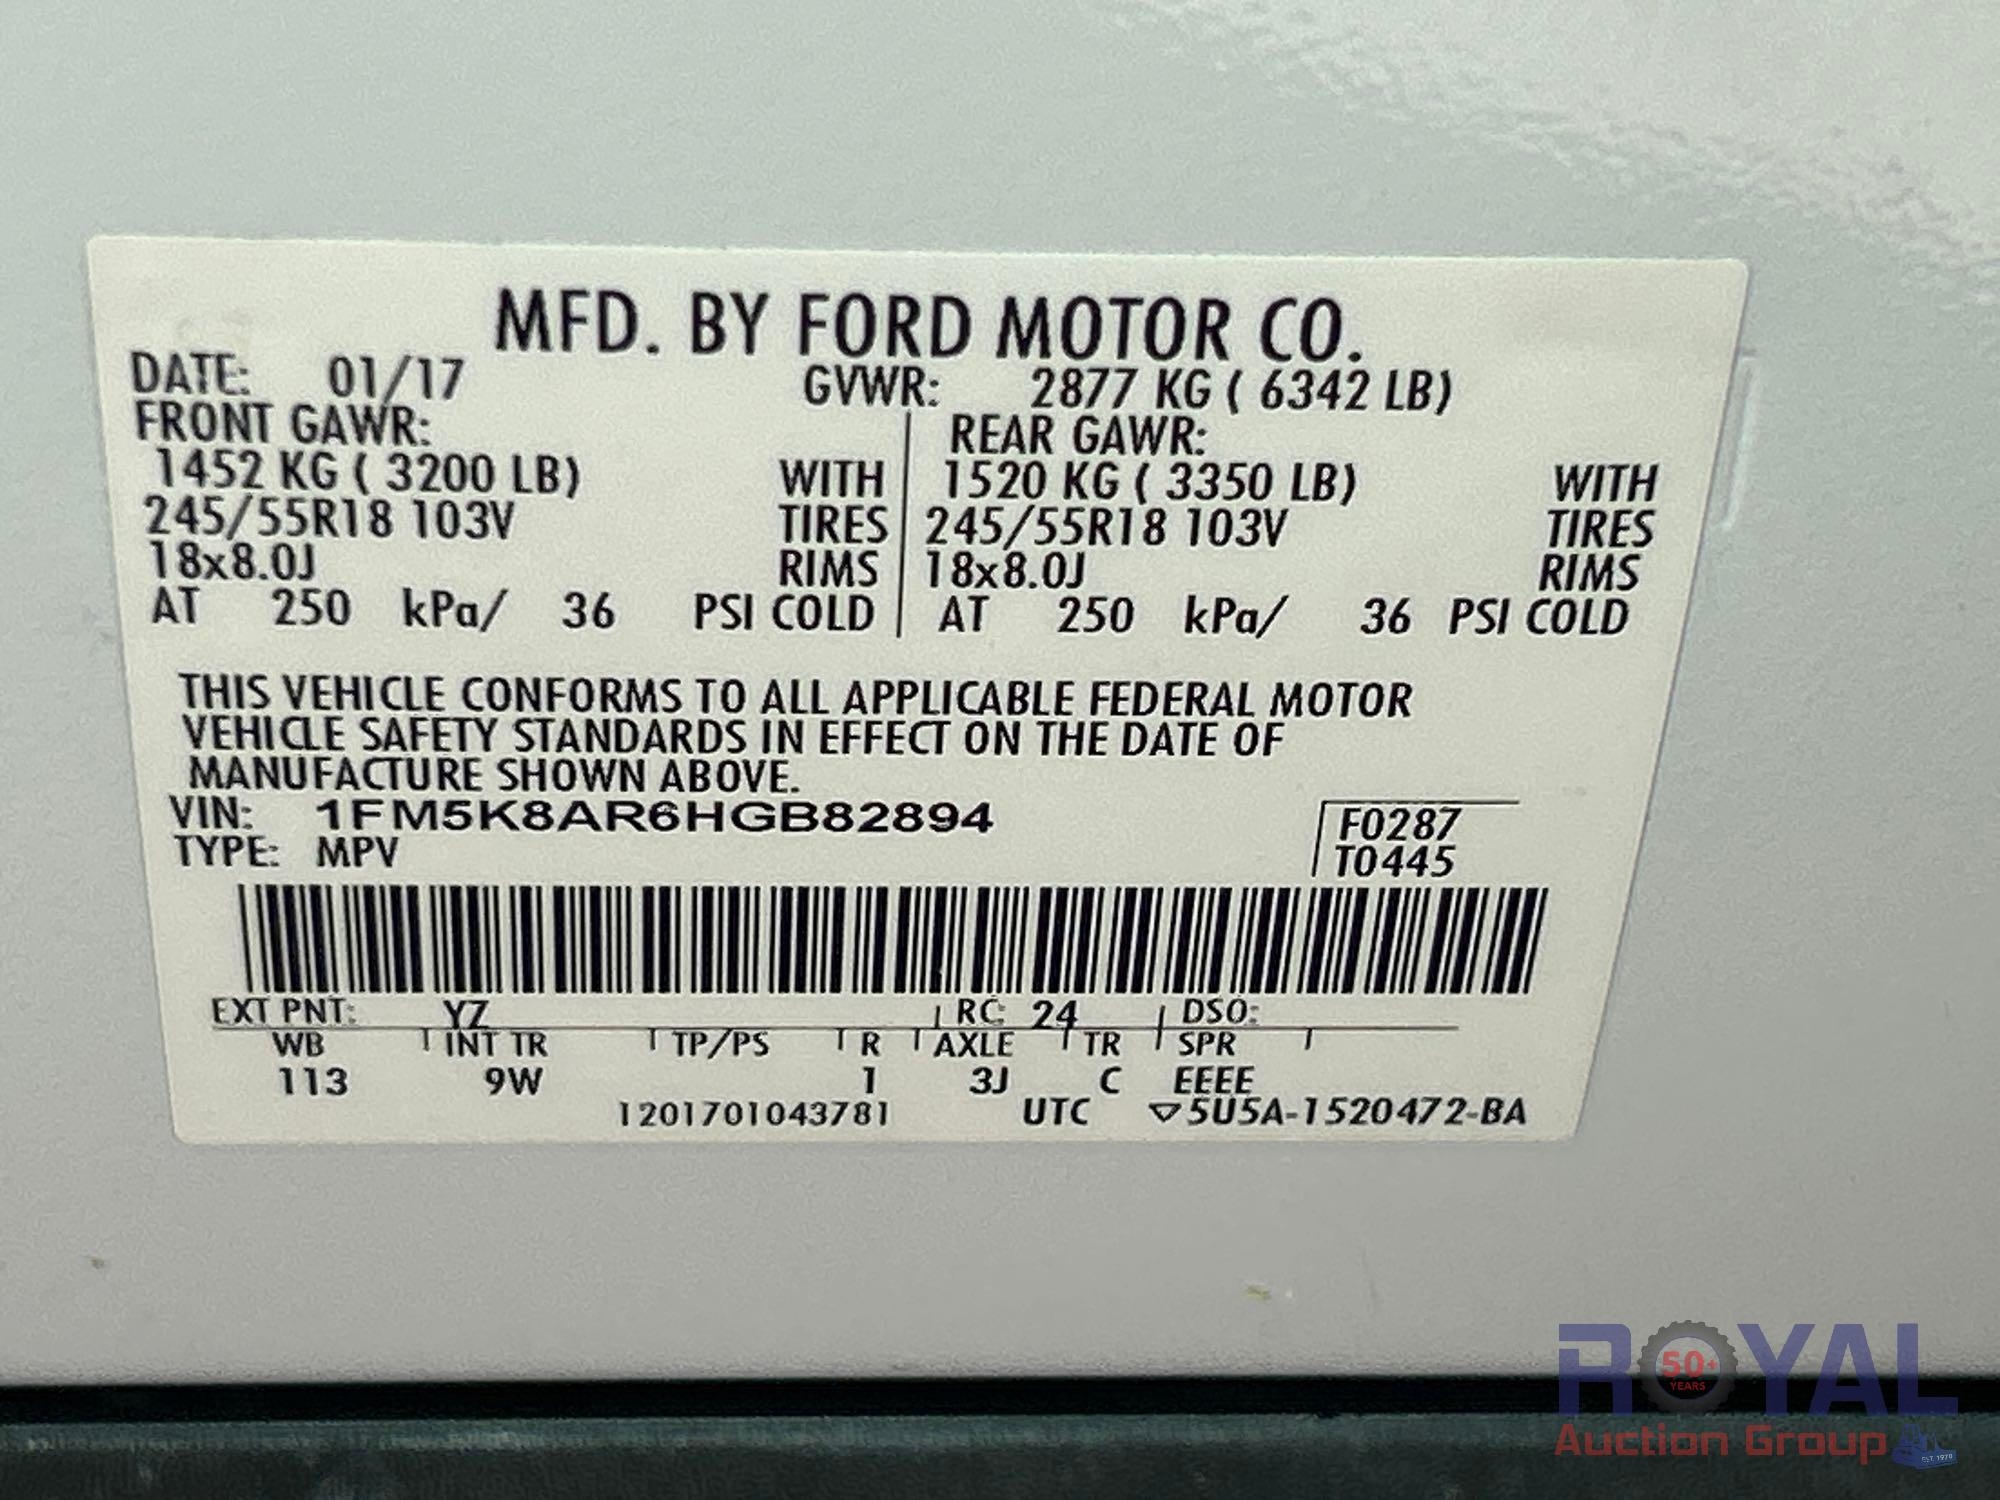 MFD. BY FORD MOTOR CO.
DATE: 01/17 GVWR: 2877 KG ( 6342 LB)
FRONT GAWR: REAR GAWR:
1452 KG ( 3200 LB) WITH 1520 KG ( 3350 LB) WITH
245/55R18 103V TIRES 245/55R18 103V TIRES
18x8.0J RIMS 18x8.0J RIMS
AT 250 kPa/ 36 PSI COLD AT 250 kPa/ 36 PSI COLD
THIS VEHICLE CONFORMS TO ALL APPLICABLE FEDERAL MOTOR
VEHICLE SAFETY STANDARDS IN EFFECT ON THE DATE OF
MANUFACTURE SHOWN ABOVE.
VIN: 1FM5K8AR6HGB82894 F0287
TYPE: MPV T0445
EXT PNT: YZ RC: 24 DSO:
WB INT TR TP/PS R AXLE TR SPR
113 9W 1 3J C EEEE
1201701043781 UTC ▽5U5A-1520472-BA
ROYAL
50+
YEARS
Auction Group
EST. 1970